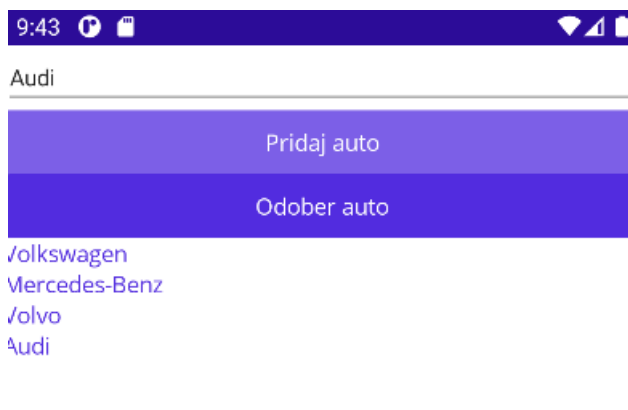 9:43
Audi
Pridaj auto
Odober auto
Volkswagen
Mercedes-Benz
Volvo
Audi